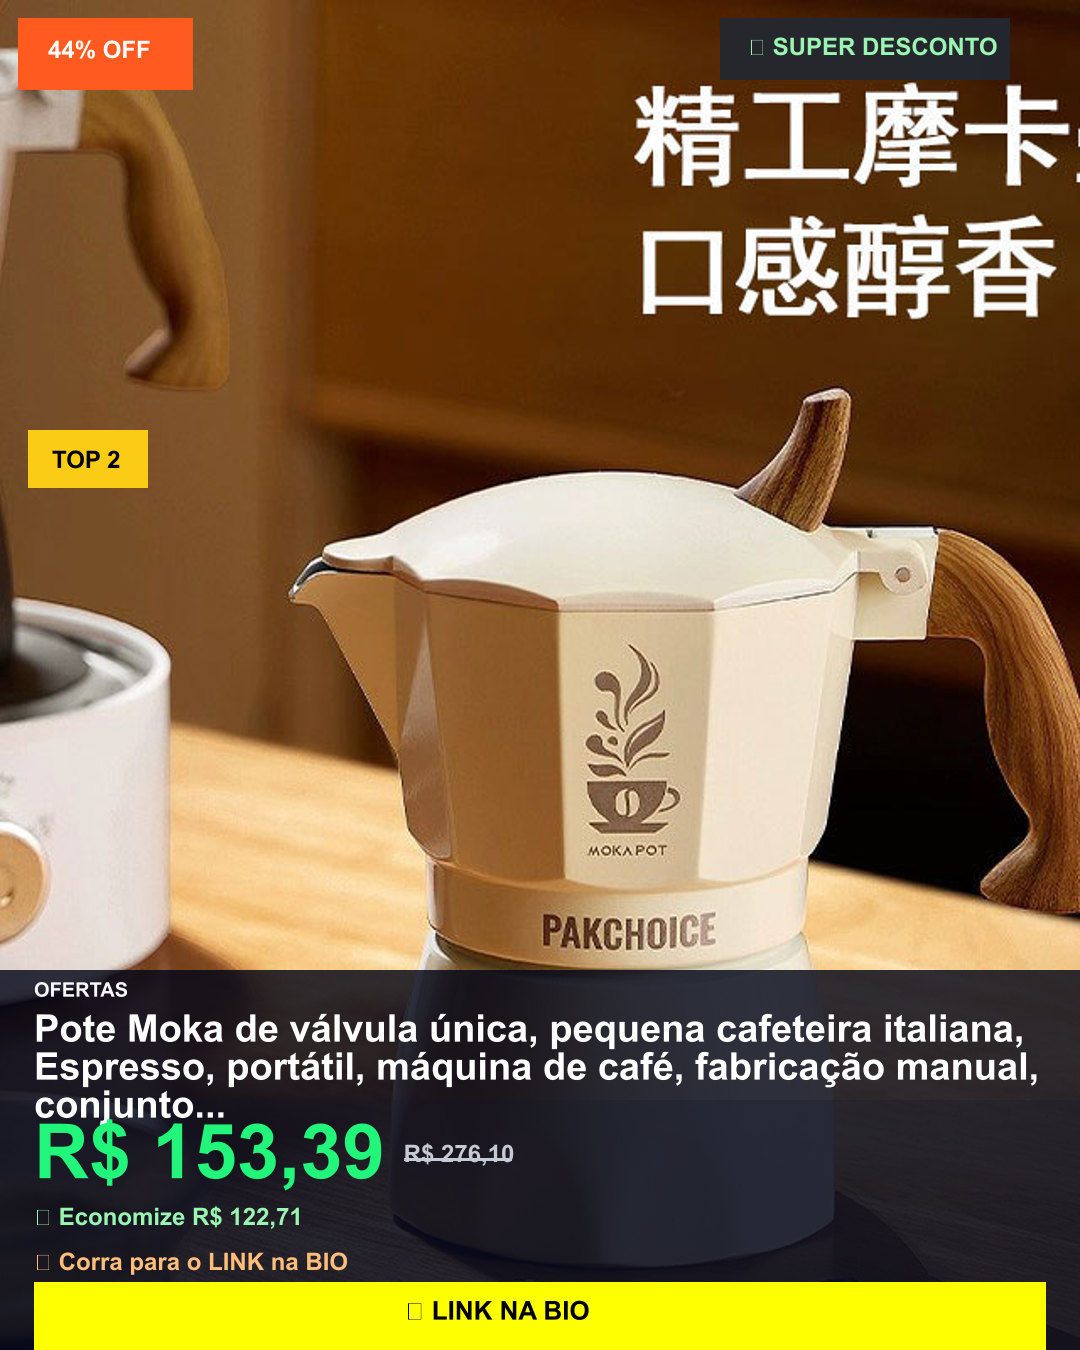 44% OFF
SUPER DESCONTO
精工摩卡
口感醇香
TOP 2
MOKA POT
PAKCHOICE
OFERTAS
Pote Moka de válvula única, pequena cafeteira italiana,
Espresso, portátil, máquina de café, fabricação manual,
conjunto...
R$ 153,39
R$ 276,10
Economize R$ 122,71
Corra para o LINK na BIO
LINK NA BIO